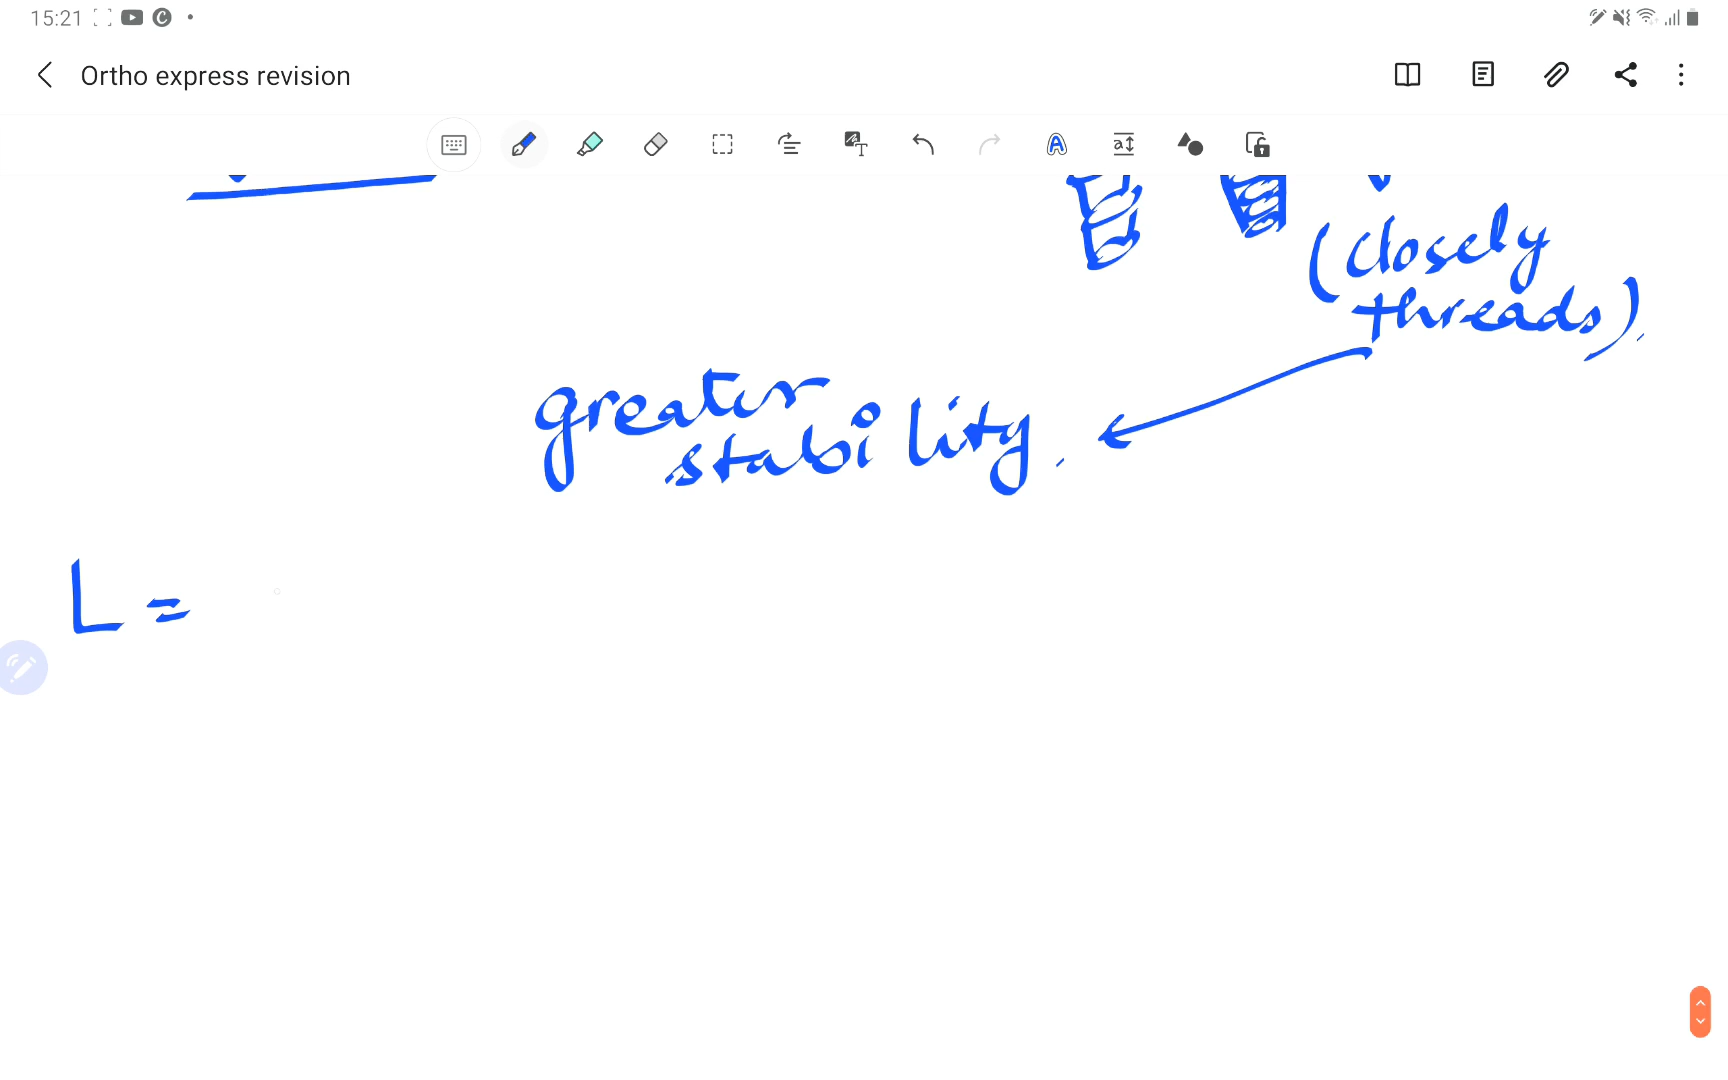 15:21
Ortho express revision
(closely
threads).
greater
stability.
L =